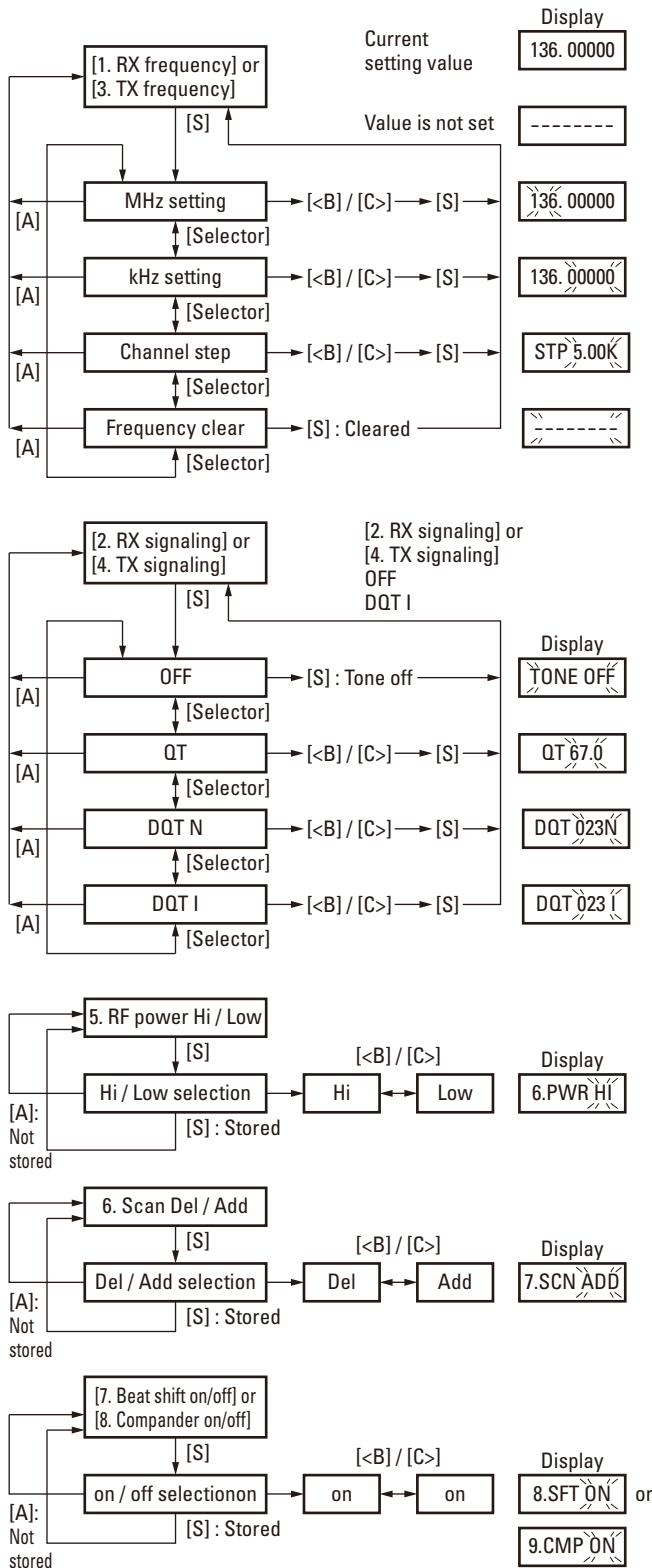 Display
Current
setting value
136. 00000
[1. RX frequency] or
[3. TX frequency]
[S]
Value is not set
--------
[A]
MHz setting
[<B] / [C>]
[S]
136. 00000
[Selector]
[A]
kHz setting
[<B] / [C>]
[S]
136. 00000
[Selector]
[A]
Channel step
[<B] / [C>]
[S]
STP 5.00K
[Selector]
[A]
Frequency clear
[S] : Cleared
--------
[Selector]
[2. RX signaling] or
[4. TX signaling]
[S]
[2. RX signaling] or
[4. TX signaling]
OFF
DQT I
Display
[A]
OFF
[S] : Tone off
TONE OFF
[Selector]
[A]
QT
[<B] / [C>]
[S]
QT 67.0
[Selector]
[A]
DQT N
[<B] / [C>]
[S]
DQT 023N
[Selector]
[A]
DQT I
[<B] / [C>]
[S]
DQT 023 I
[Selector]
5. RF power Hi / Low
[S]
[<B] / [C>]
Display
Hi / Low selection
Hi
Low
6.PWR HI
[A]:
Not
stored
[S] : Stored
6. Scan Del / Add
[S]
[<B] / [C>]
Display
Del / Add selection
Del
Add
7.SCN ADD
[A]:
Not
stored
[S] : Stored
[7. Beat shift on/off] or
[8. Compander on/off]
[S]
[<B] / [C>]
Display
on / off selectionon
on
on
8.SFT ON or
[A]:
Not
stored
[S] : Stored
9.CMP ON